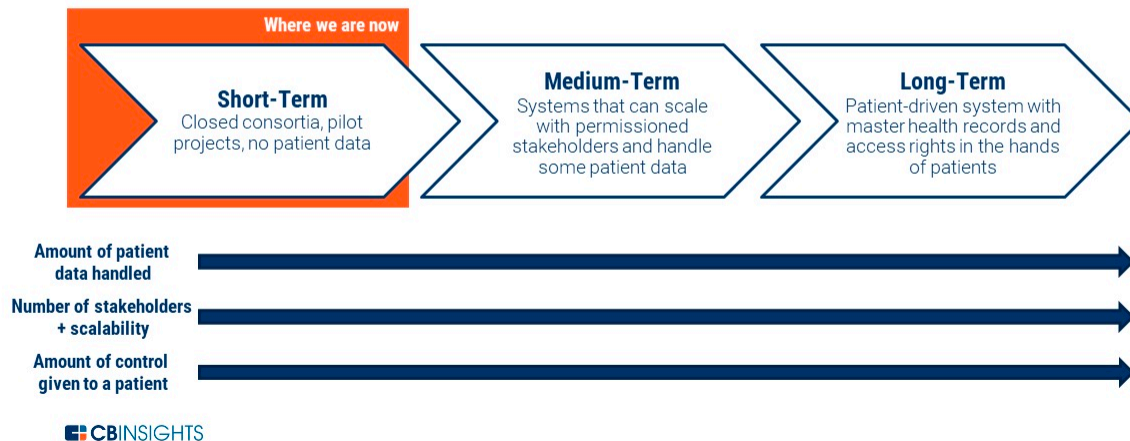 Where we are now
Short-Term
Closed consortia, pilot
projects, no patient data
Medium-Term
Systems that can scale
with permissioned
stakeholders and handle
some patient data
Long-Term
Patient-driven system with
master health records and
access rights in the hands
of patients
Amount of patient
data handled
Number of stakeholders
+ scalability
Amount of control
given to a patient
CBINSIGHTS